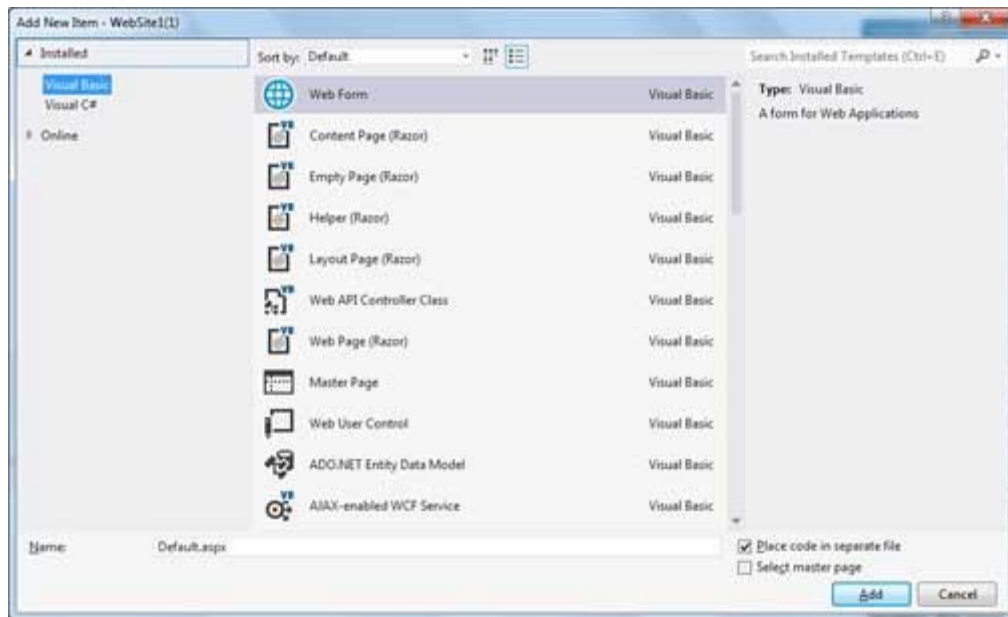 Add New Item - WebSite1(1)
Installed
Sort by: Default
Search Installed Templates (Ctrl+E)
Visual Basic
Visual C#
Online
Web Form Visual Basic
Content Page (Razor) Visual Basic
Empty Page (Razor) Visual Basic
Helper (Razor) Visual Basic
Layout Page (Razor) Visual Basic
Web API Controller Class Visual Basic
Web Page (Razor) Visual Basic
Master Page Visual Basic
Web User Control Visual Basic
ADO.NET Entity Data Model Visual Basic
AJAX-enabled WCF Service Visual Basic
Type: Visual Basic
A form for Web Applications
Name: Default.aspx
Place code in separate file
Select master page
Add Cancel